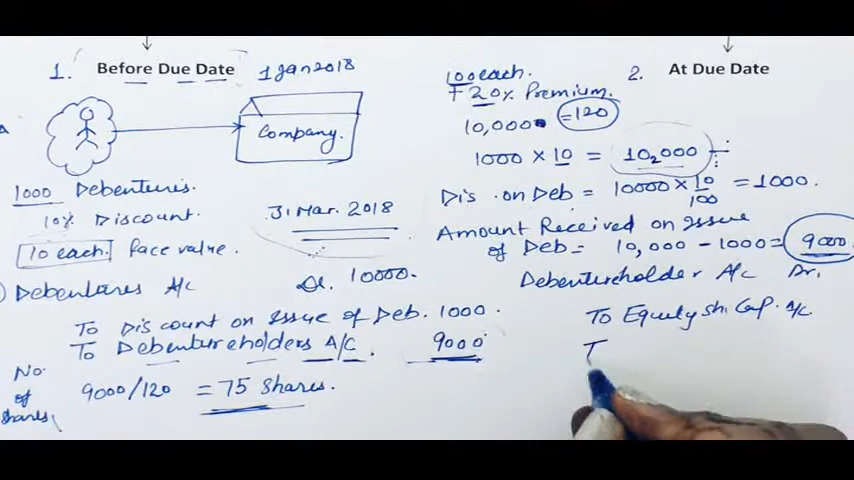 1. Before Due Date 1 Jan 2018
Company.
1000 Debentures.
10% Discount.
31 Mar. 2018
10 each. Face value.
Debentures A/c Dr. 10000.
To Discount on Issue of Deb. 1000.
To Debentureholders A/C. 9000
No. of shares
9000/120 = 75 Shares.
100 each.
+ 20% Premium.
2. At Due Date
10,000 = 120
1000 × 10 = 10,000
Dis. on Deb = 10000 × 10/100 = 1000.
Amount Received on Issue
of Deb = 10,000 - 1000 = 9000
Debentureholder A/c Dr.
To Equity Sh. Cap. A/c.
T